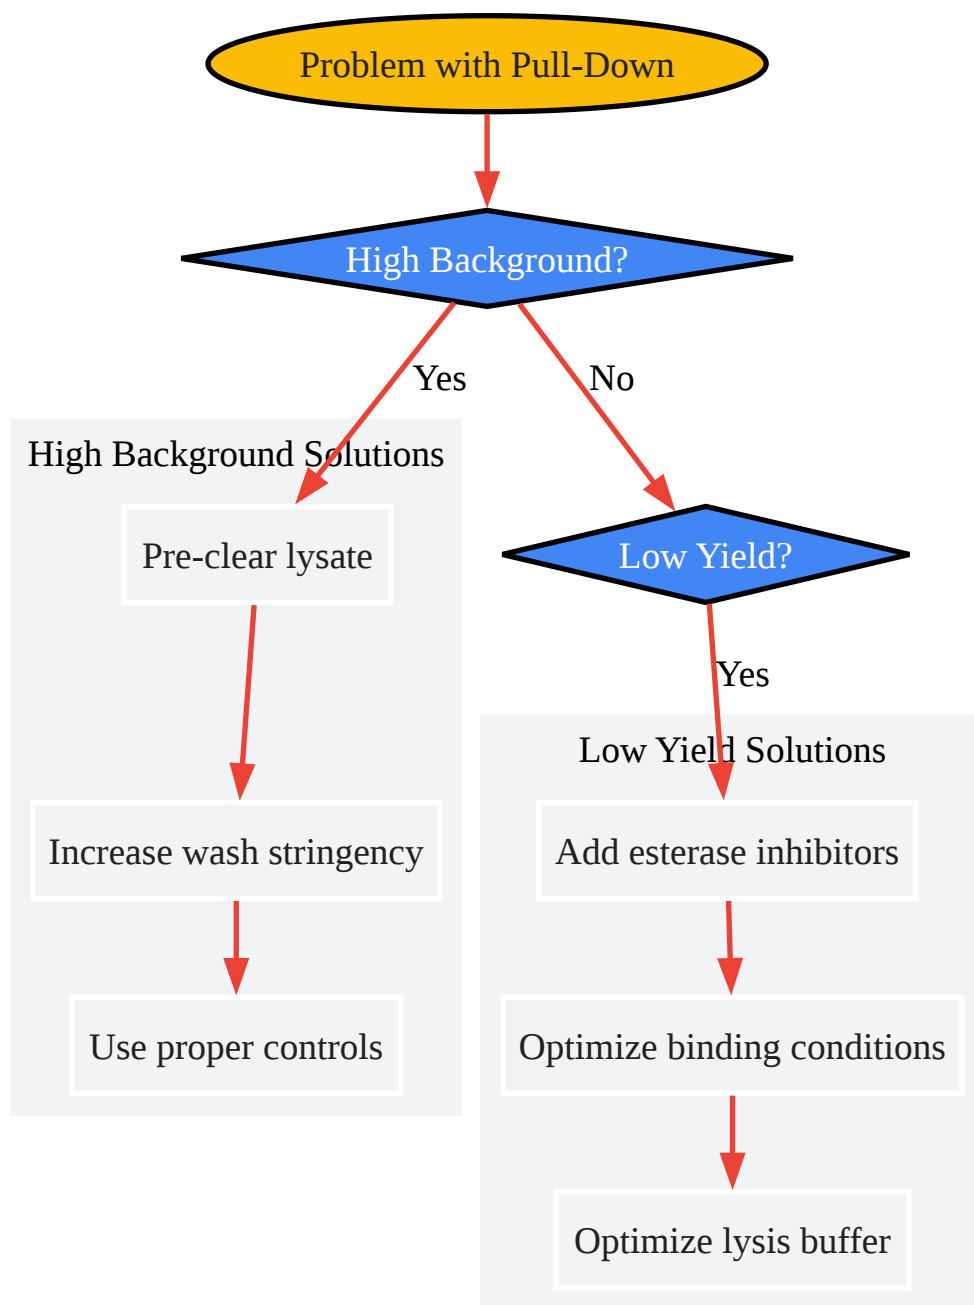 Problem with Pull-Down
High Background?
Yes
No
High Background Solutions
Pre-clear lysate
Low Yield?
Yes
Low Yield Solutions
Increase wash stringency
Add esterase inhibitors
Use proper controls
Optimize binding conditions
Optimize lysis buffer